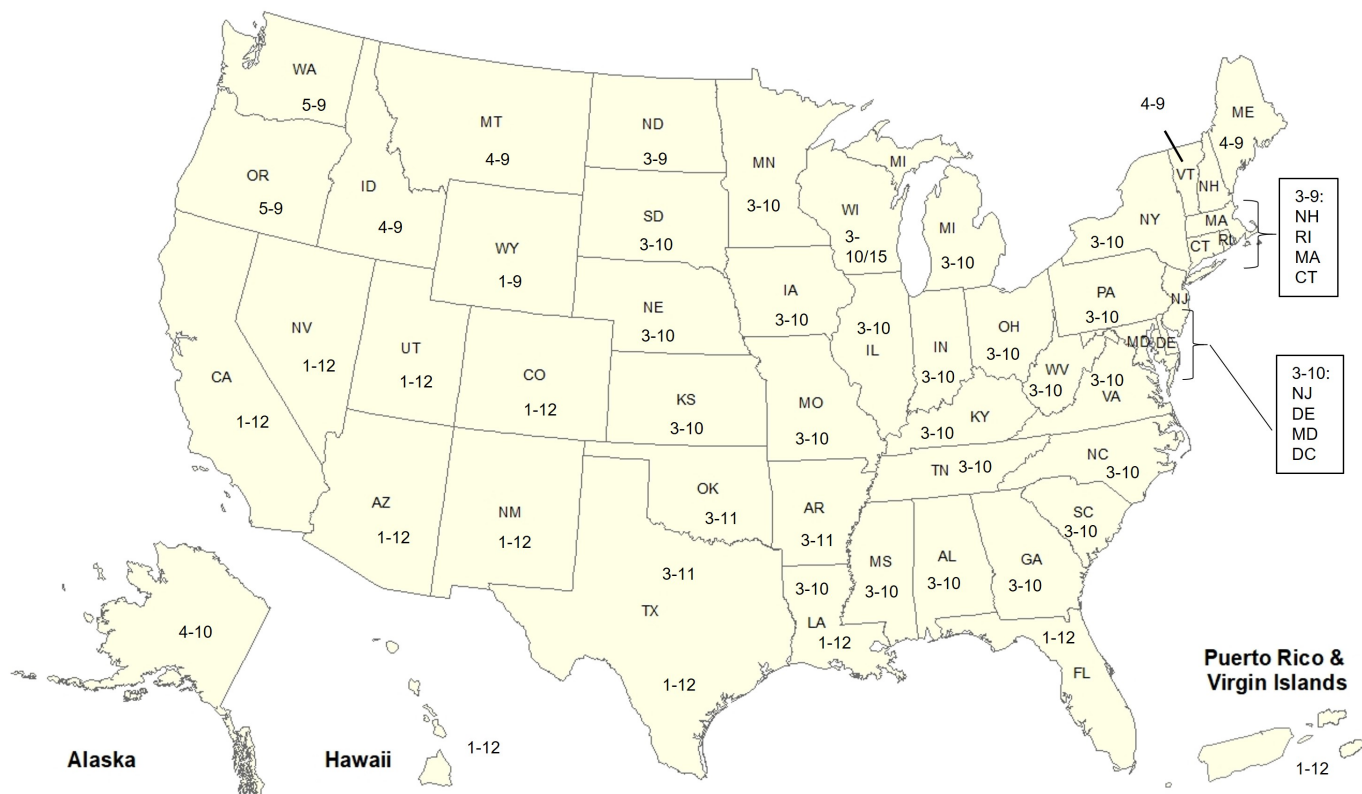 WA
5-9
MT
4-9
ND
3-9
MN
3-10
MI
4-9
ME
4-9
OR
5-9
ID
4-9
WY
1-9
SD
3-10
WI
3-
10/15
MI
3-10
NY
3-10
VT
NH
MA
CT
RI
3-9:
NH
RI
MA
CT
NE
3-10
IA
3-10
3-10
IL
IN
3-10
OH
3-10
PA
3-10
NJ
MD
DE
3-10:
NJ
DE
MD
DC
CA
1-12
NV
1-12
UT
1-12
CO
1-12
KS
3-10
MO
3-10
KY
3-10
WV
3-10
3-10
VA
AZ
1-12
NM
1-12
OK
3-11
AR
3-11
TN 3-10
NC
3-10
SC
3-10
MS
3-10
AL
3-10
GA
3-10
3-11
TX
1-12
3-10
LA
1-12
1-12
FL
4-10
Alaska
Hawaii
1-12
Puerto Rico &
Virgin Islands
1-12